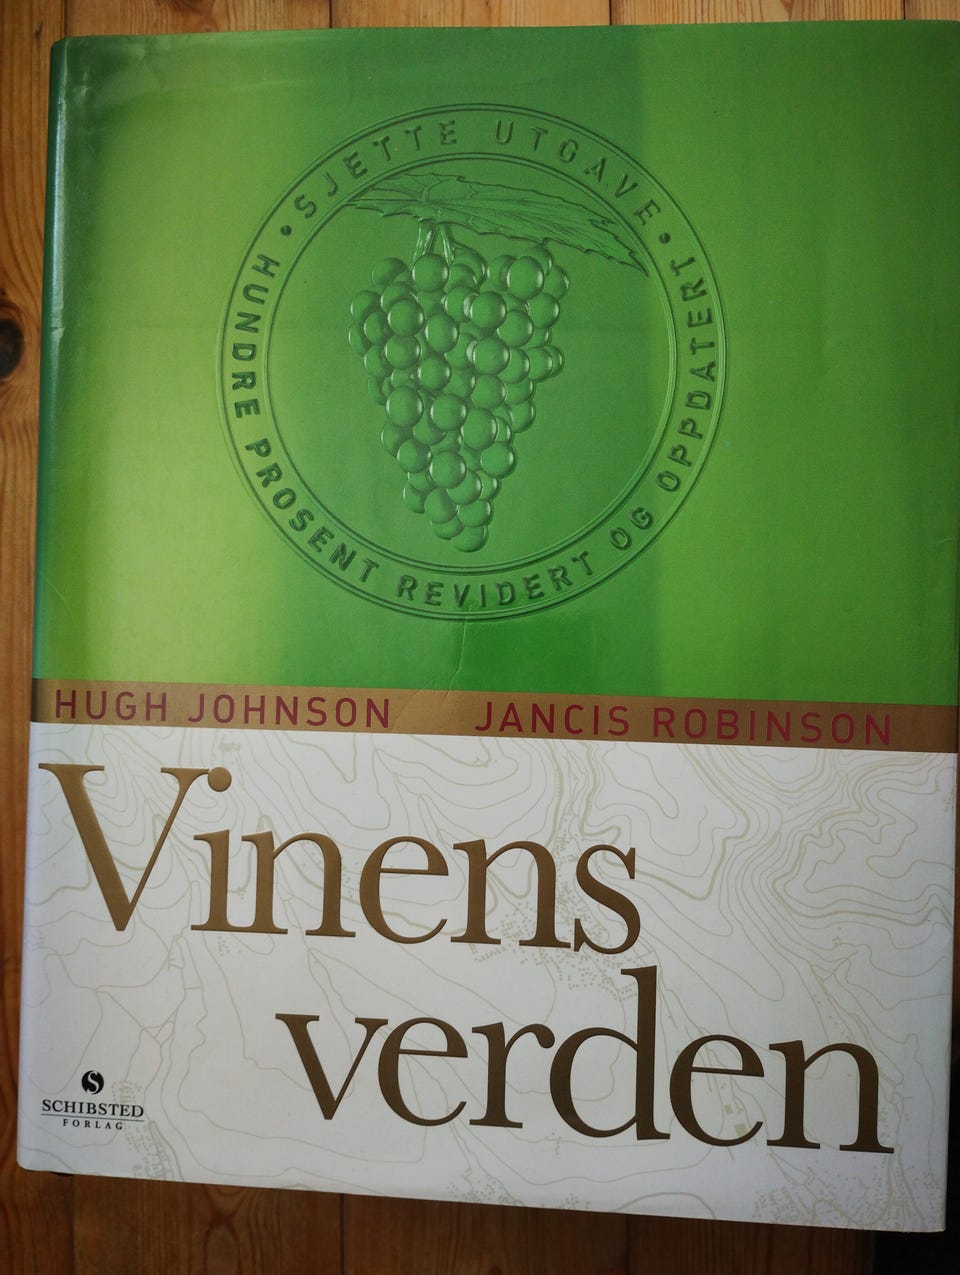 • SJETTE UTGAVE •
HUNDRE PROSENT REVIDERT OG OPPDATERT
HUGH JOHNSON JANCIS ROBINSON
Vinens
verden
S
SCHIBSTED
FORLAG